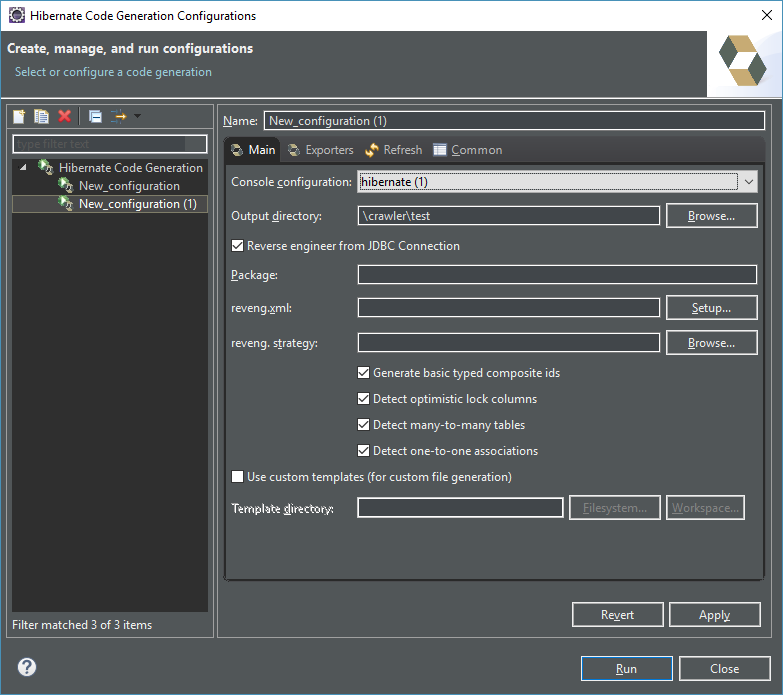 Hibernate Code Generation Configurations
Create, manage, and run configurations
Select or configure a code generation
type filter text
Hibernate Code Generation
New_configuration
New_configuration (1)
Filter matched 3 of 3 items
Name: New_configuration (1)
Main Exporters Refresh Common
Console configuration: hibernate (1)
Output directory: \crawler\test Browse...
Reverse engineer from JDBC Connection
Package:
reveng.xml: Setup...
reveng. strategy: Browse...
Generate basic typed composite ids
Detect optimistic lock columns
Detect many-to-many tables
Detect one-to-one associations
Use custom templates (for custom file generation)
Template directory: Filesystem... Workspace...
Revert Apply
? Run Close